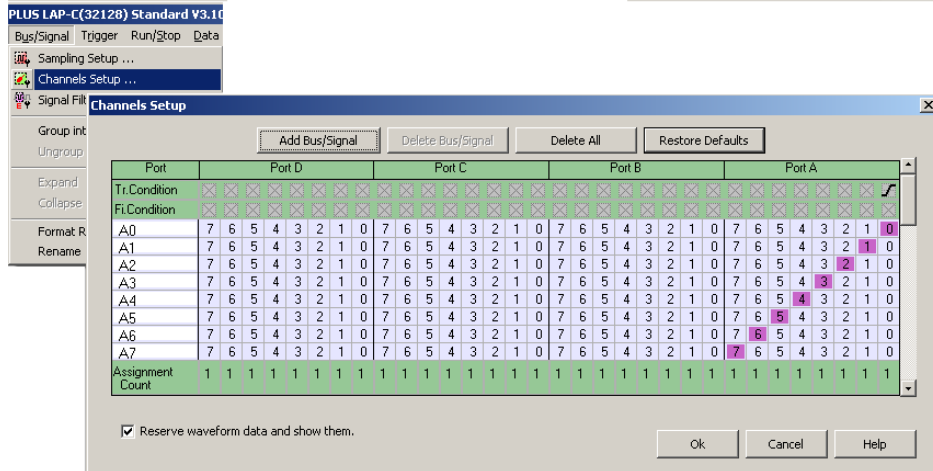 PLUS LAP-C(32128) Standard V3.10
Bus/Signal Trigger Run/Stop Data
Sampling Setup ...
Channels Setup ...
Signal Filt
Group int
Ungroup
Expand
Collapse
Format R
Rename
Channels Setup
Add Bus/Signal Delete Bus/Signal Delete All Restore Defaults
Port Port D Port C Port B Port A
Tr.Condition
Fi.Condition
A0 7 6 5 4 3 2 1 0 7 6 5 4 3 2 1 0 7 6 5 4 3 2 1 0 7 6 5 4 3 2 1 0
A1 7 6 5 4 3 2 1 0 7 6 5 4 3 2 1 0 7 6 5 4 3 2 1 0 7 6 5 4 3 2 1 0
A2 7 6 5 4 3 2 1 0 7 6 5 4 3 2 1 0 7 6 5 4 3 2 1 0 7 6 5 4 3 2 1 0
A3 7 6 5 4 3 2 1 0 7 6 5 4 3 2 1 0 7 6 5 4 3 2 1 0 7 6 5 4 3 2 1 0
A4 7 6 5 4 3 2 1 0 7 6 5 4 3 2 1 0 7 6 5 4 3 2 1 0 7 6 5 4 3 2 1 0
A5 7 6 5 4 3 2 1 0 7 6 5 4 3 2 1 0 7 6 5 4 3 2 1 0 7 6 5 4 3 2 1 0
A6 7 6 5 4 3 2 1 0 7 6 5 4 3 2 1 0 7 6 5 4 3 2 1 0 7 6 5 4 3 2 1 0
A7 7 6 5 4 3 2 1 0 7 6 5 4 3 2 1 0 7 6 5 4 3 2 1 0 7 6 5 4 3 2 1 0
Assignment
Count 1 1 1 1 1 1 1 1 1 1 1 1 1 1 1 1 1 1 1 1 1 1 1 1 1 1 1 1 1 1 1 1
Reserve waveform data and show them.
Ok Cancel Help